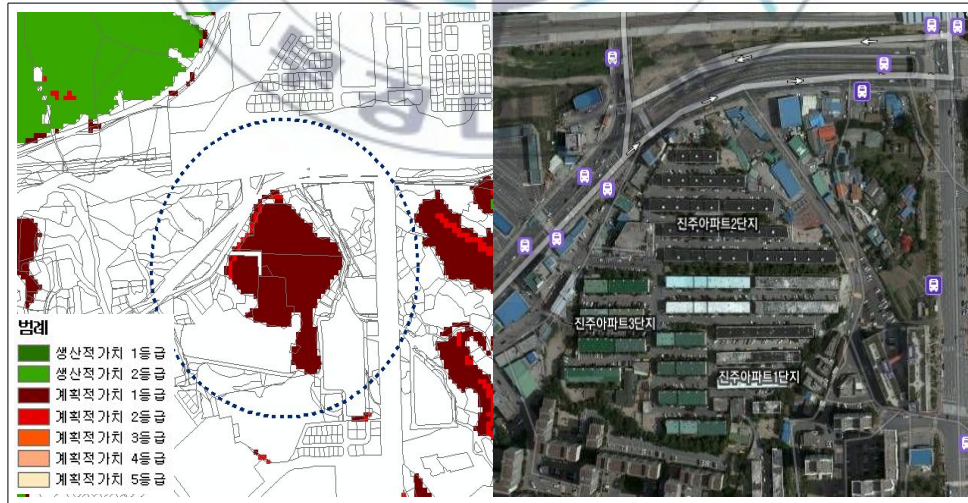 범례
생산적가치 1등급
생산적가치 2등급
계획적가치 1등급
계획적가치 2등급
계획적가치 3등급
계획적가치 4등급
계획적가치 5등급
진주아파트2단지
진주아파트3단지
진주아파트1단지